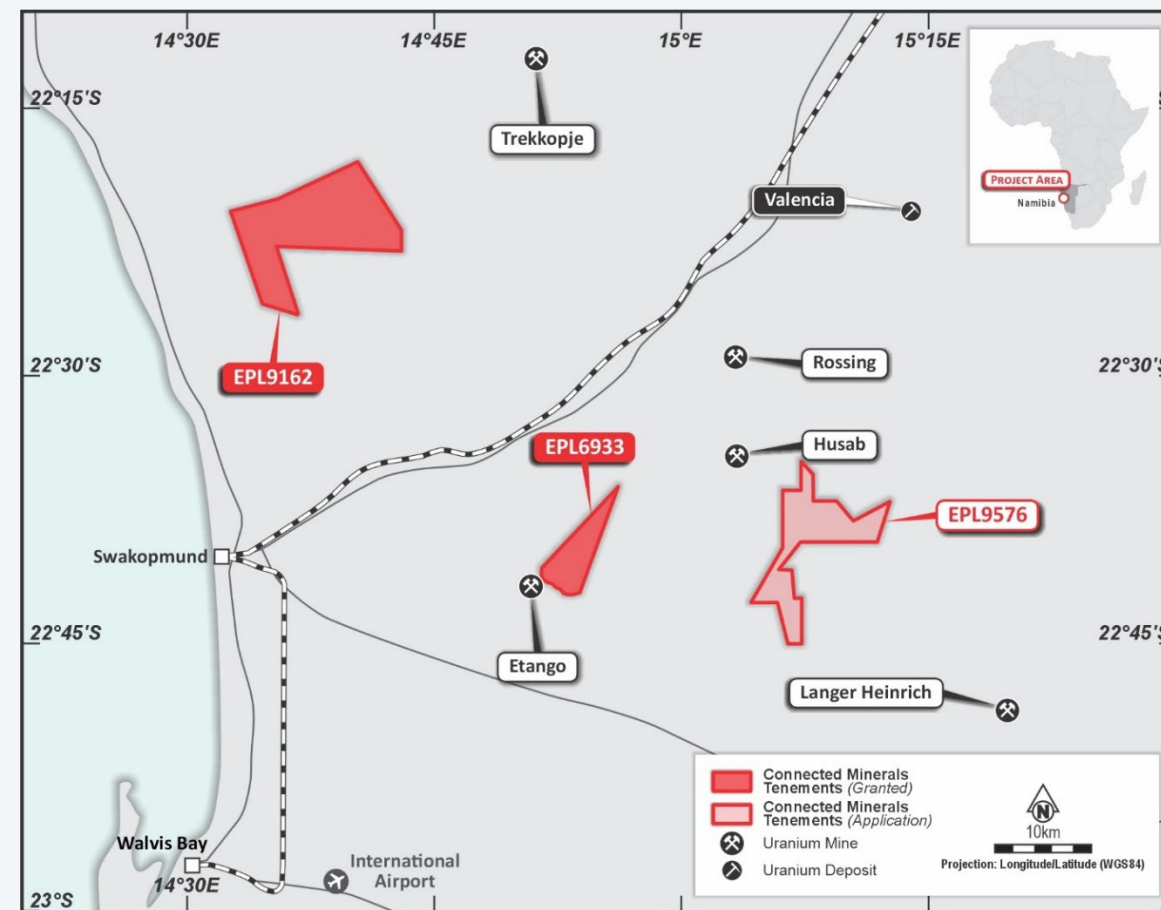 14°30E
14°45E
15°E
15°15E
22°15'S
Trekkopje
Valencia
PROJECT AREA
Namibia
EPL9162
22°30'S
22°30'S
Rossing
EPL6933
Husab
EPL9576
Swakopmund
Etango
22°45'S
22°45'S
Langer Heinrich
Walvis Bay
14°30E
International
Airport
23°S
Connected Minerals
Tenements (Granted)
Connected Minerals
Tenements (Application)
Uranium Mine
Uranium Deposit
N
10km
Projection: Longitude/Latitude (WGS84)